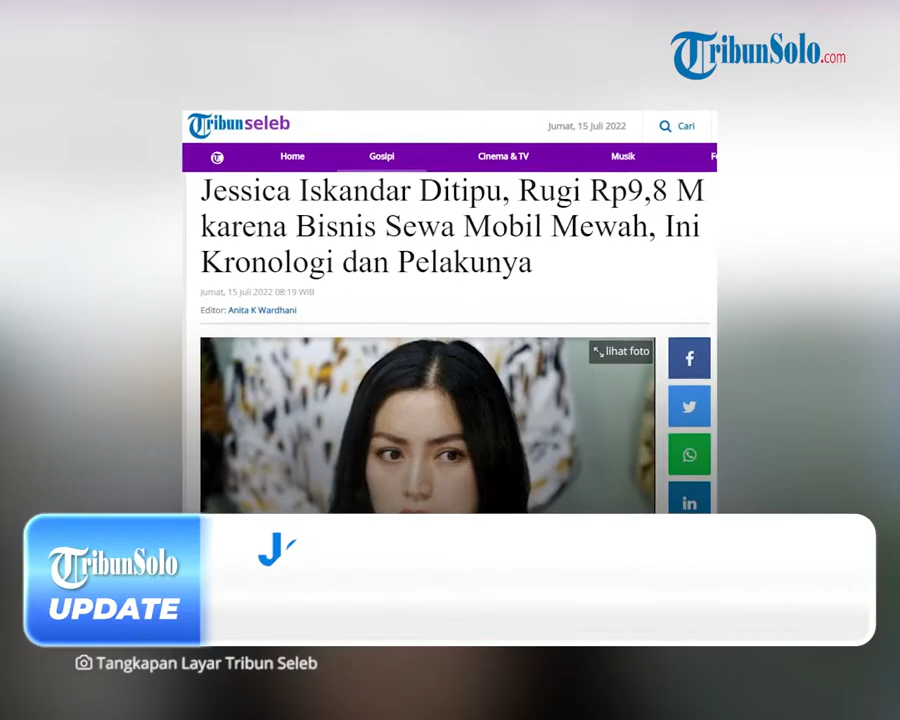 TribunSolo.com
Tribunseleb
Jumat, 15 Juli 2022
Cari
Home
Gosipi
Cinema & TV
Musik
Jessica Iskandar Ditipu, Rugi Rp9,8 M
karena Bisnis Sewa Mobil Mewah, Ini
Kronologi dan Pelakunya
Jumat, 15 Juli 2022 08:19 WIB
Editor: Anita K Wardhani
lihat foto
TribunSolo
UPDATE
J
Tangkapan Layar Tribun Seleb